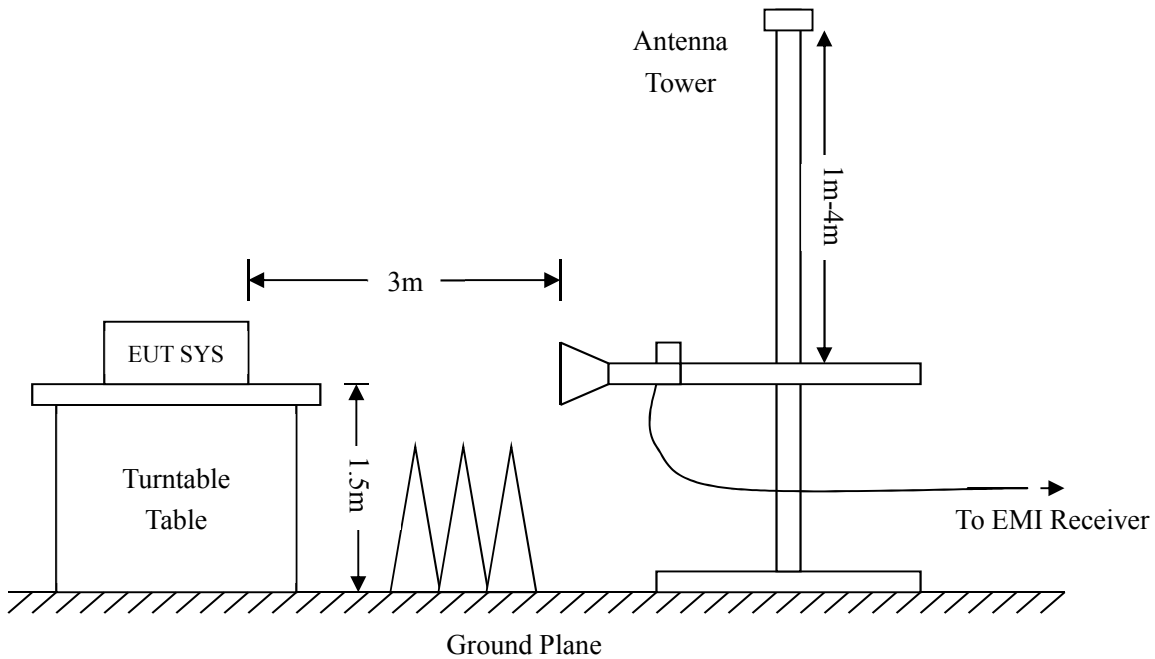 Antenna
Tower
1m-4m
3m
EUT SYS
1.5m
Turntable
Table
To EMI Receiver
Ground Plane